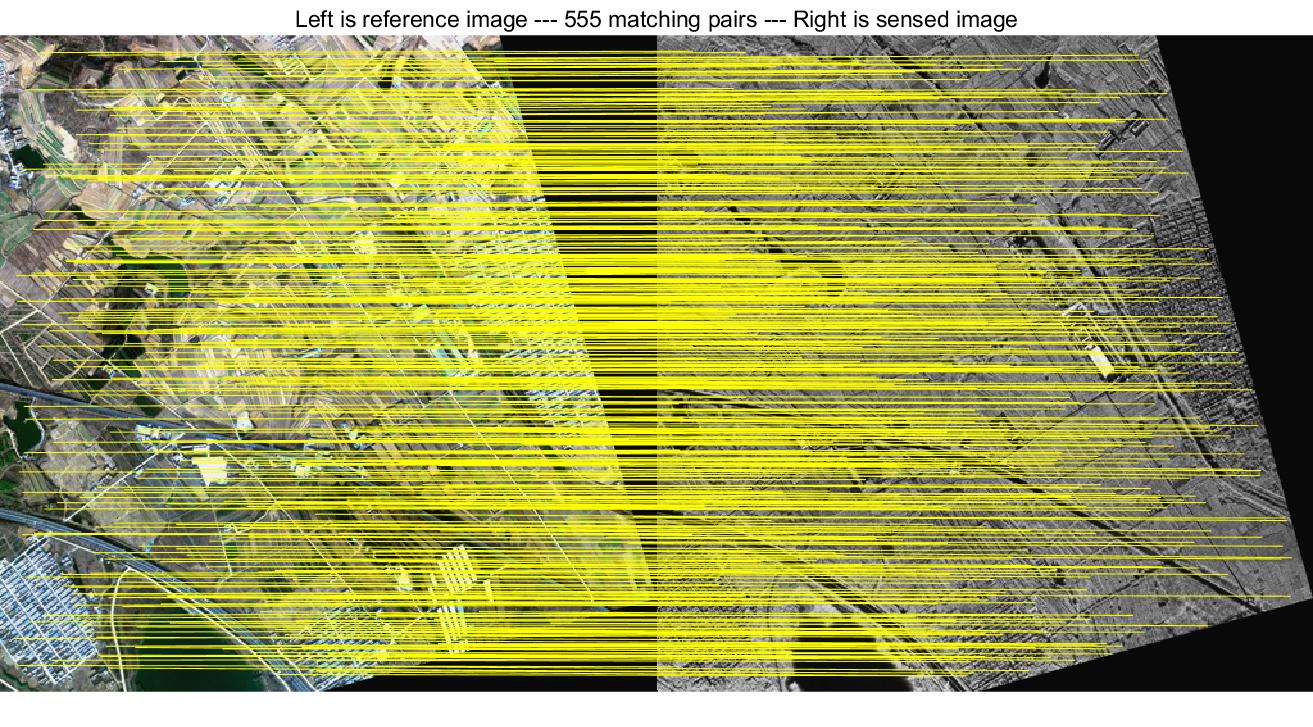 Left is reference image --- 555 matching pairs --- Right is sensed image